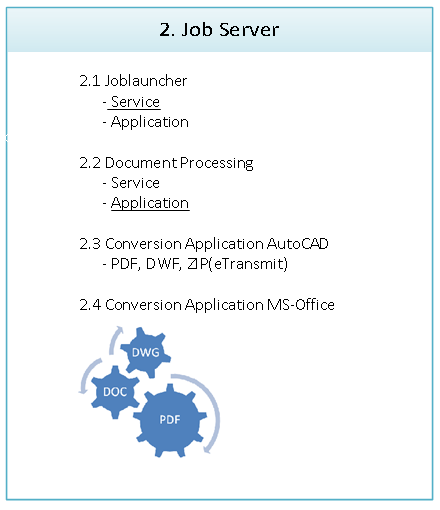 2. Job Server
2.1 Joblauncher
- Service
- Application
2.2 Document Processing
- Service
- Application
2.3 Conversion Application AutoCAD
- PDF, DWF, ZIP(eTransmit)
2.4 Conversion Application MS-Office
DWG
DOC
PDF